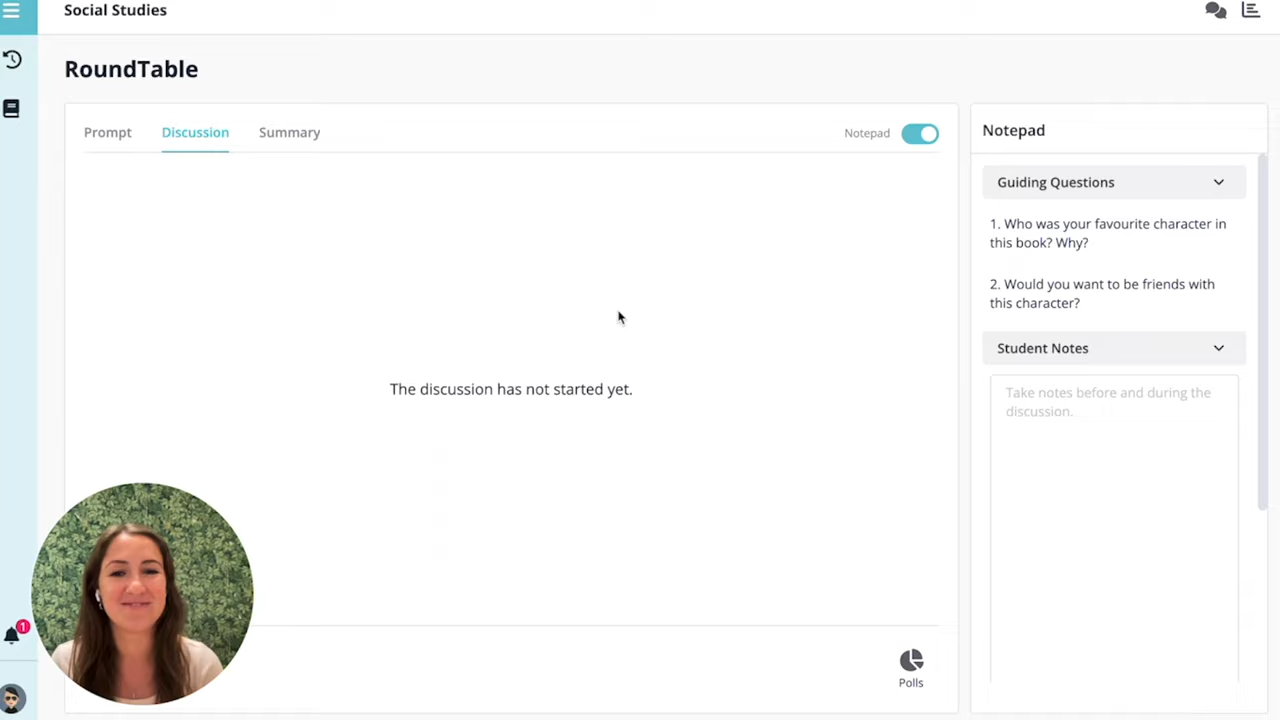 Social Studies
RoundTable
Prompt Discussion Summary
Notepad
The discussion has not started yet.
Polls
1
Notepad
Guiding Questions
1. Who was your favourite character in
this book? Why?
2. Would you want to be friends with
this character?
Student Notes
Take notes before and during the
discussion.